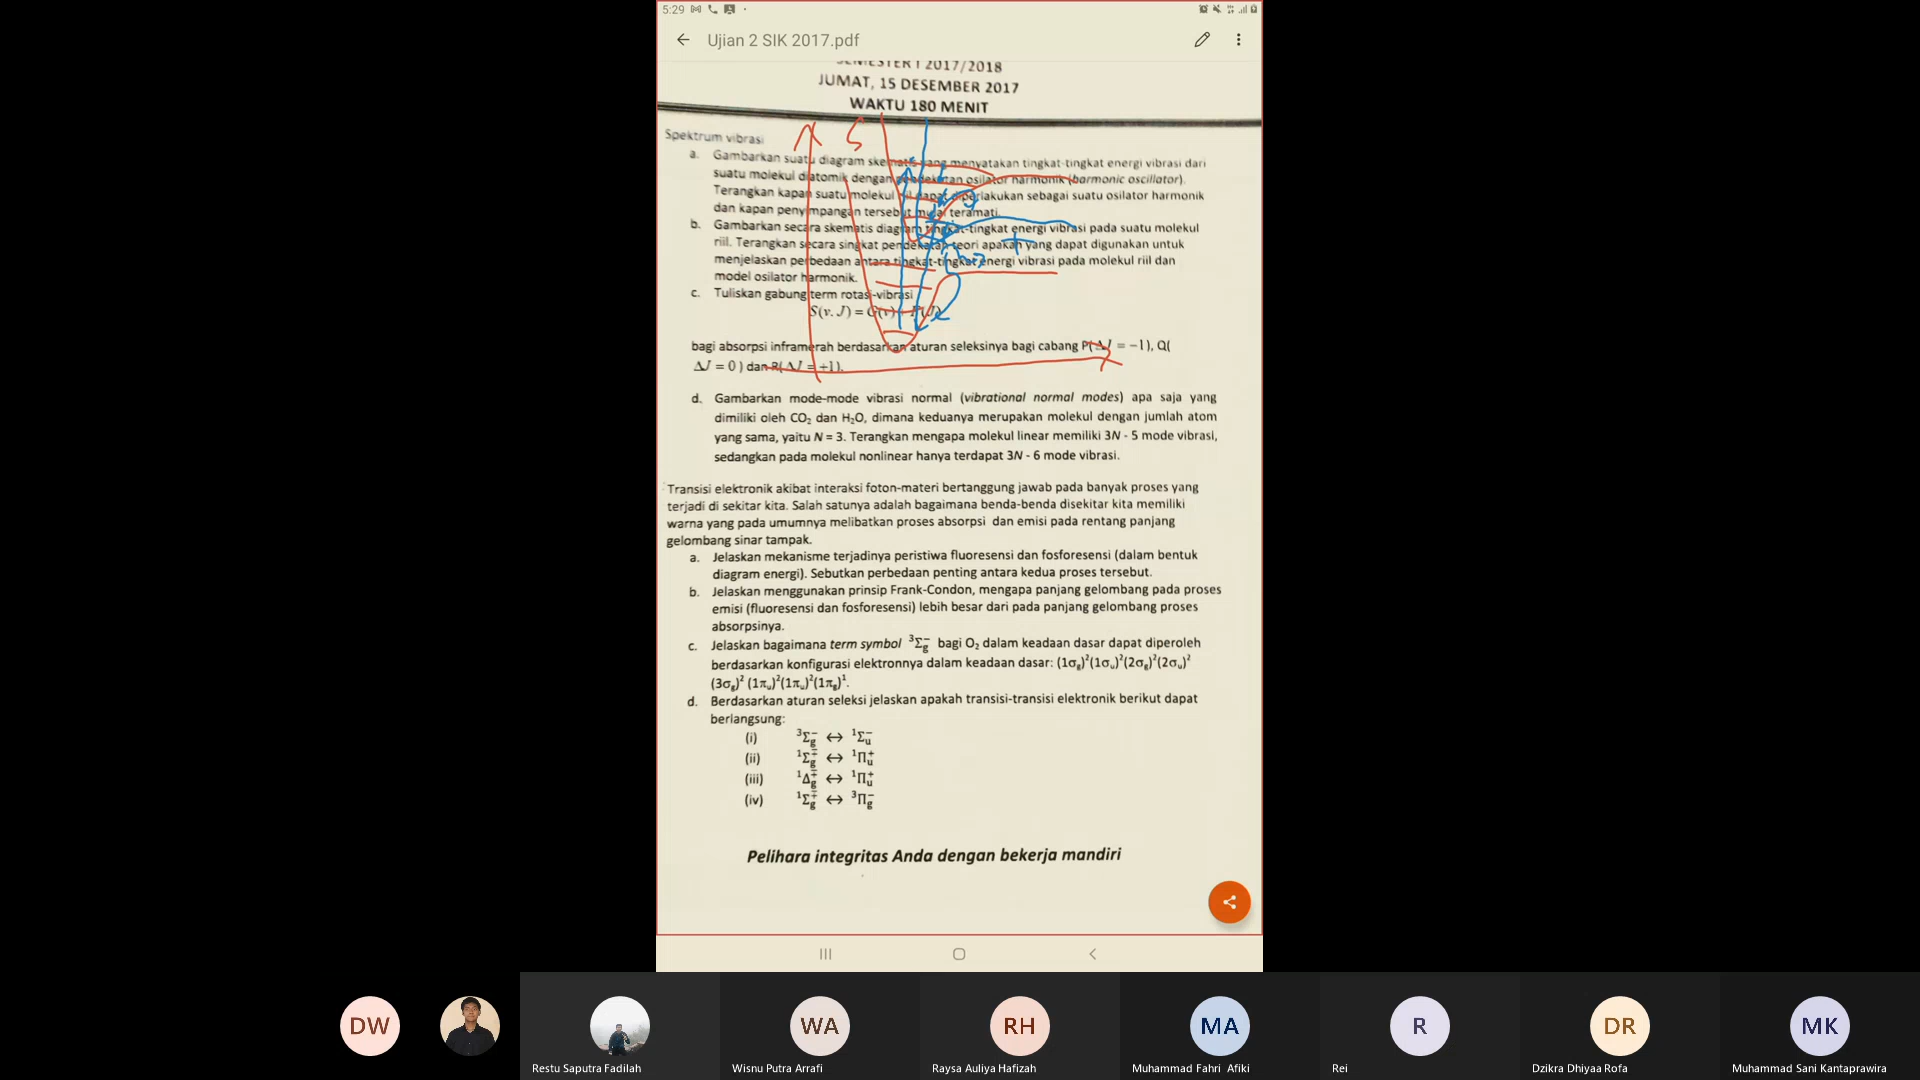 5:29
Ujian 2 SIK 2017.pdf
SEMESTER I 2017/2018
JUMAT, 15 DESEMBER 2017
WAKTU 180 MENIT
Spektrum vibrasi
a. Gambarkan suatu diagram skematis yang menyatakan tingkat-tingkat energi vibrasi dari
suatu molekul diatomik dengan pendekatan osilator harmonik (harmonic oscillator).
Terangkan kapan suatu molekul riil dapat diperlakukan sebagai suatu osilator harmonik
dan kapan penyimpangan tersebut mulai teramati.
b. Gambarkan secara skematis diagram tingkat-tingkat energi vibrasi pada suatu molekul
riil. Terangkan secara singkat pendekatan teori apakah yang dapat digunakan untuk
menjelaskan perbedaan antara tingkat-tingkat energi vibrasi pada molekul riil dan
model osilator harmonik.
c. Tuliskan gabung term rotasi-vibrasi
S(v, J) = G(v) + F(J)
bagi absorpsi inframerah berdasarkan aturan seleksinya bagi cabang P(ΔJ = −1), Q(
ΔJ = 0 ) dan R( ΔJ = +1).
d. Gambarkan mode-mode vibrasi normal (vibrational normal modes) apa saja yang
dimiliki oleh CO₂ dan H₂O, dimana keduanya merupakan molekul dengan jumlah atom
yang sama, yaitu N = 3. Terangkan mengapa molekul linear memiliki 3N - 5 mode vibrasi,
sedangkan pada molekul nonlinear hanya terdapat 3N - 6 mode vibrasi.
Transisi elektronik akibat interaksi foton-materi bertanggung jawab pada banyak proses yang
terjadi di sekitar kita. Salah satunya adalah bagaimana benda-benda disekitar kita memiliki
warna yang pada umumnya melibatkan proses absorpsi dan emisi pada rentang panjang
gelombang sinar tampak.
a. Jelaskan mekanisme terjadinya peristiwa fluoresensi dan fosforesensi (dalam bentuk
diagram energi). Sebutkan perbedaan penting antara kedua proses tersebut.
b. Jelaskan menggunakan prinsip Frank-Condon, mengapa panjang gelombang pada proses
emisi (fluoresensi dan fosforesensi) lebih besar dari pada panjang gelombang proses
absorpsinya.
c. Jelaskan bagaimana term symbol ³Σg⁻ bagi O₂ dalam keadaan dasar dapat diperoleh
berdasarkan konfigurasi elektronnya dalam keadaan dasar: (1σg)²(1σu)²(2σg)²(2σu)²
(3σg)² (1πu)²(1πu)²(1πg)¹.
d. Berdasarkan aturan seleksi jelaskan apakah transisi-transisi elektronik berikut dapat
berlangsung:
(i) ³Σg⁻ ↔ ¹Σu⁻
(ii) ¹Σg⁺ ↔ ¹Πu⁺
(iii) ¹Δg⁺ ↔ ¹Πu⁺
(iv) ¹Σg⁺ ↔ ³Πg⁻
Pelihara integritas Anda dengan bekerja mandiri
DW
WA
RH
MA
R
DR
MK
Restu Saputra Fadilah
Wisnu Putra Arrafi
Raysa Auliya Hafizah
Muhammad Fahri Afiki
Rei
Dzikra Dhiyaa Rofa
Muhammad Sani Kantaprawira